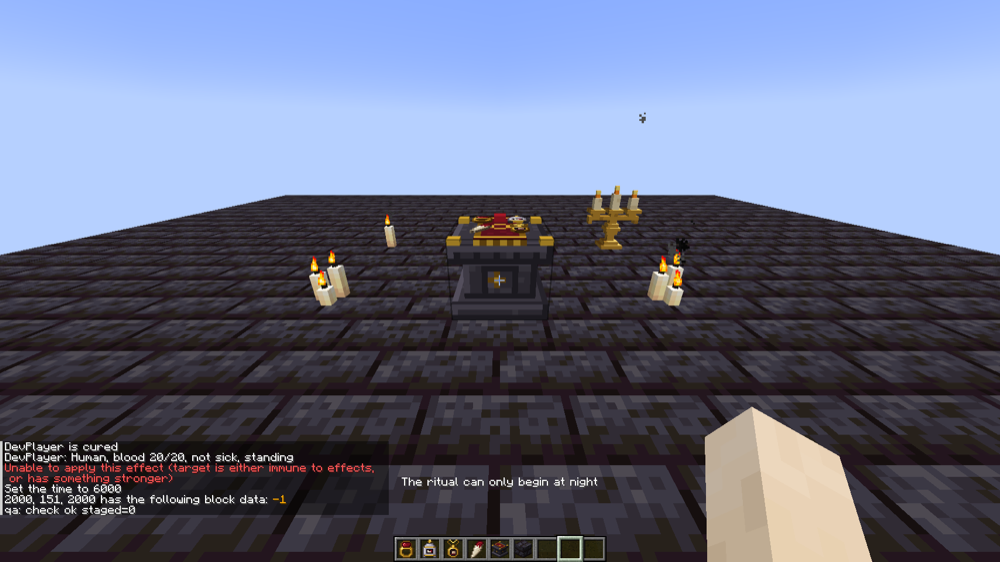 DevPlayer is cured
DevPlayer: Human, blood 20/20, not sick, standing
Unable to apply this effect (target is either immune to effects,
or has something stronger)
Set the time to 6000
2000, 151, 2000 has the following block data: -1
qa: check ok staged=0
The ritual can only begin at night